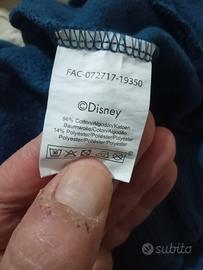 FAC-072717-19350
©Disney
86% Cotton/Algodón/Katoen
Baumwolle/Coton/Algodão
14% Polyester/Poliéster/Polyester
Polyester/Polyester/Poliéster
subito